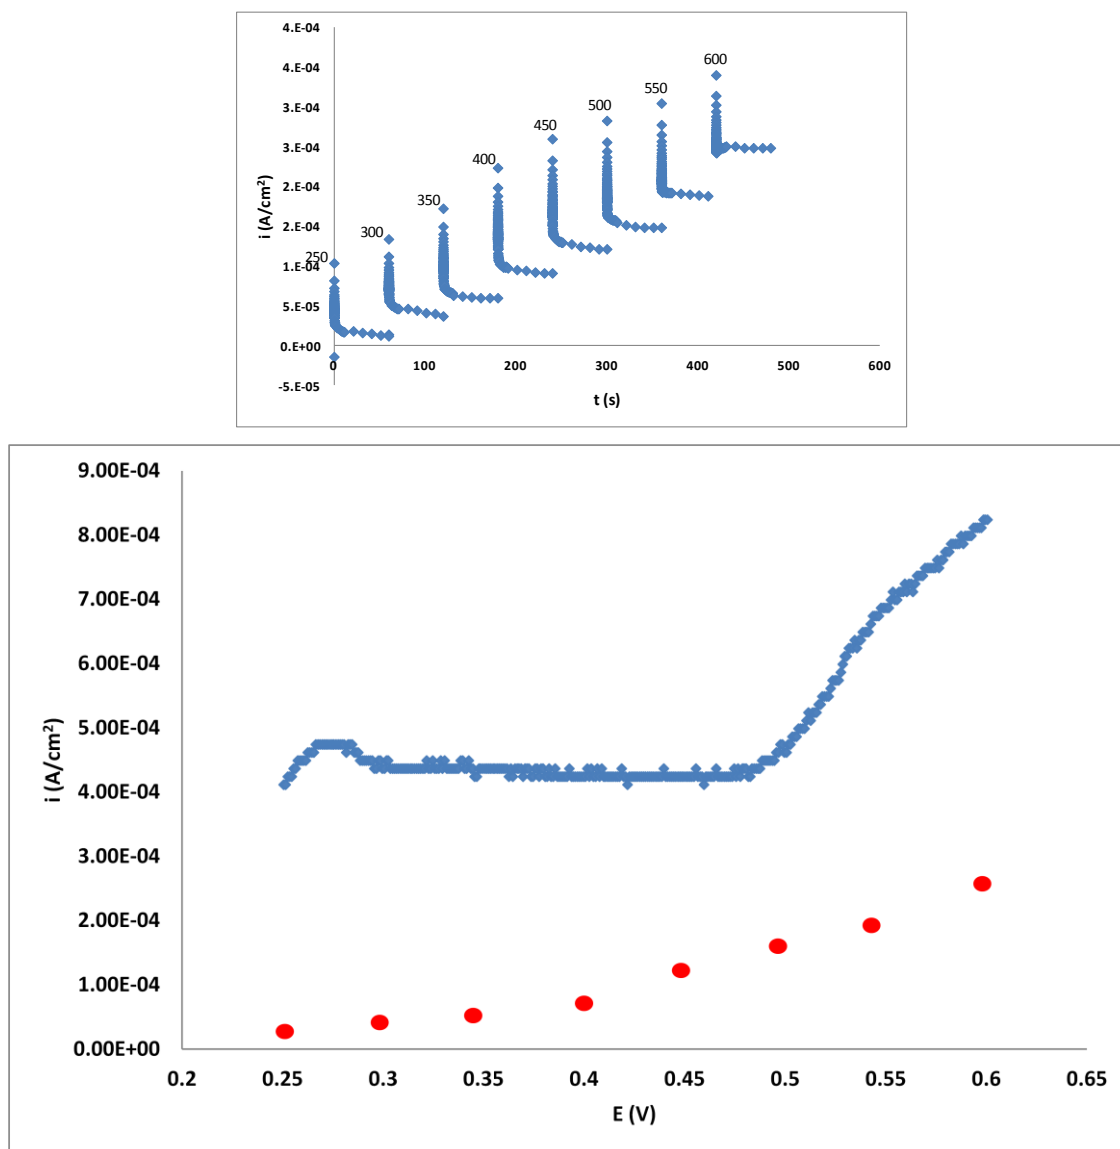 4.E-04
4.E-04
3.E-04
3.E-04
2.E-04
2.E-04
1.E-04
5.E-05
0.E+00
-5.E-05
i (A/cm2)
250
300
350
400
450
500
550
600
0 100 200 300 400 500 600
t (s)
9.00E-04
8.00E-04
7.00E-04
6.00E-04
5.00E-04
4.00E-04
3.00E-04
2.00E-04
1.00E-04
0.00E+00
i (A/cm2)
0.2 0.25 0.3 0.35 0.4 0.45 0.5 0.55 0.6 0.65
E (V)